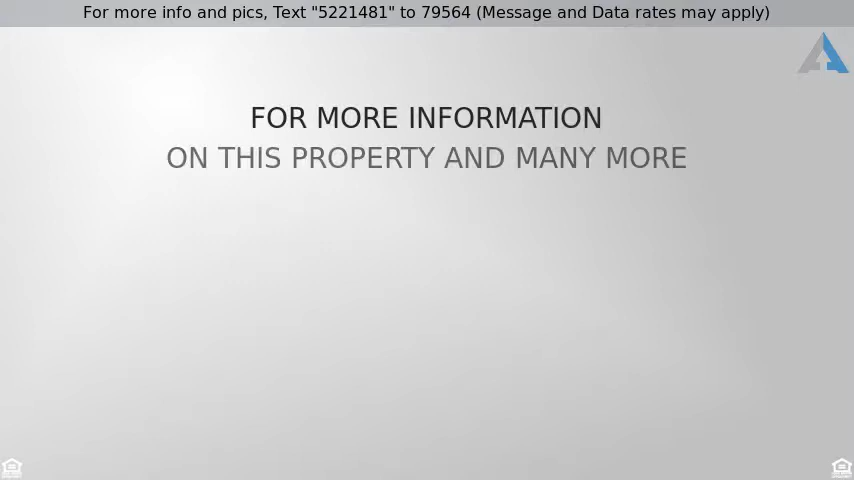 For more info and pics, Text "5221481" to 79564 (Message and Data rates may apply)
FOR MORE INFORMATION
ON THIS PROPERTY AND MANY MORE